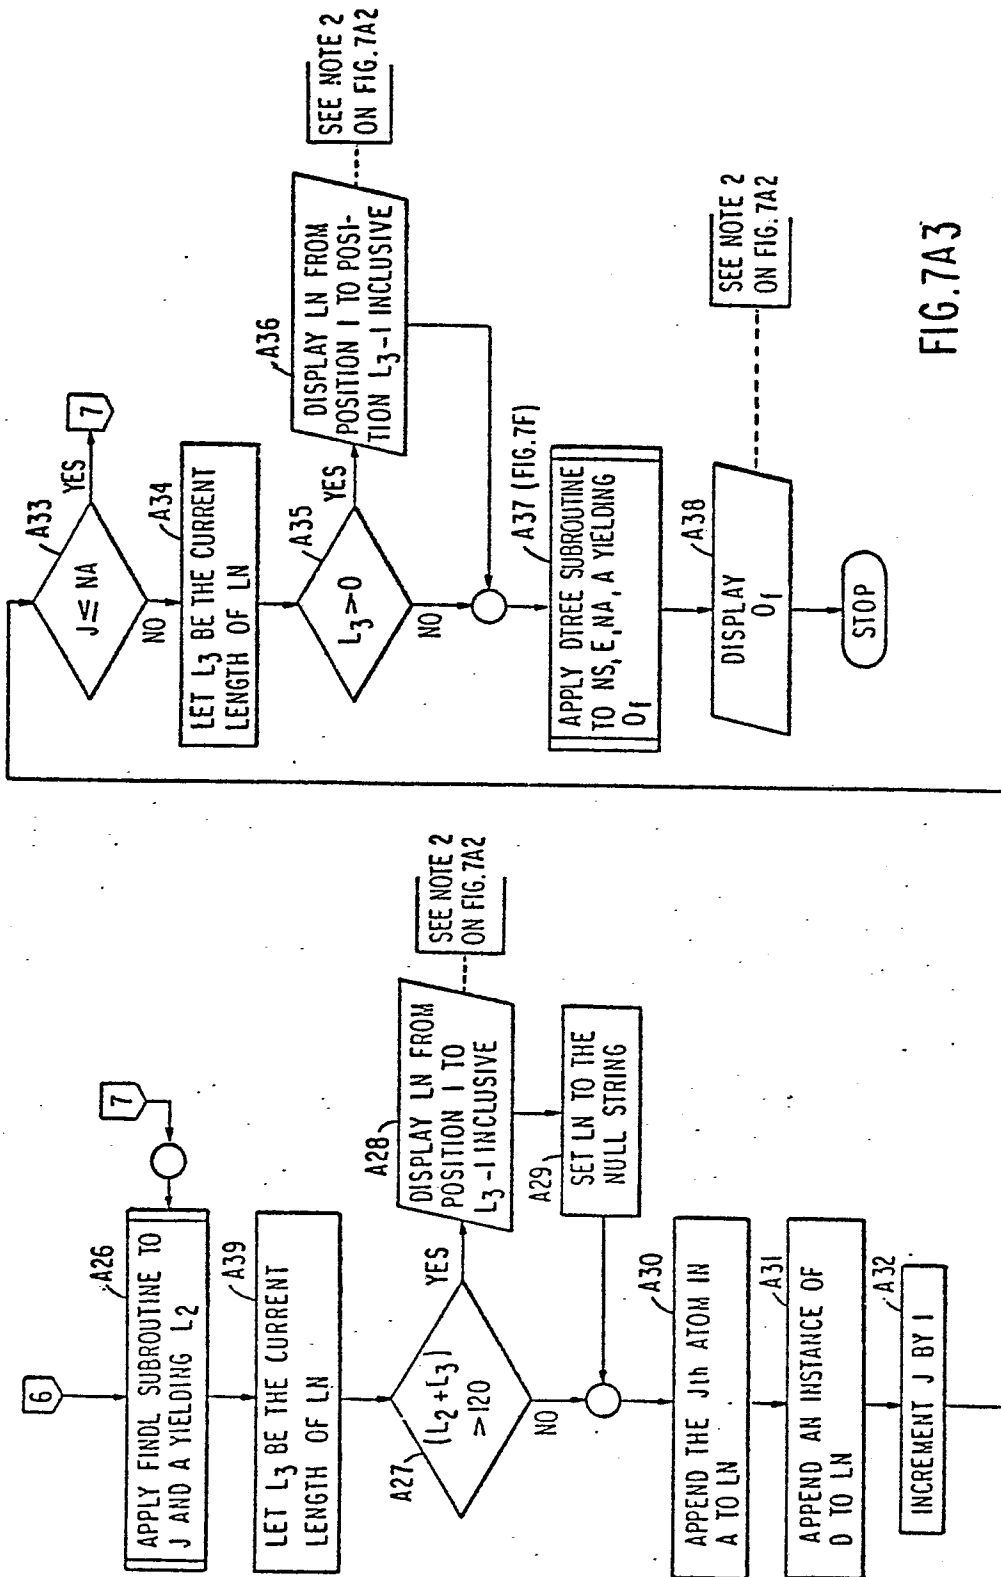 6
7
A26
APPLY FINDL SUBROUTINE TO
J AND A YIELDING L2
A39
LET L3 BE THE CURRENT
LENGTH OF LN
A27
(L2+L3)
>120
YES
NO
A28
DISPLAY LN FROM
POSITION 1 TO
L3-1 INCLUSIVE
SEE NOTE 2
ON FIG. 7A2
A29
SET LN TO THE
NULL STRING
A30
APPEND THE Jth ATOM IN
A TO LN
A31
APPEND AN INSTANCE OF
D TO LN
A32
INCREMENT J BY 1
A33
J ≤ NA
YES
7
NO
A34
LET L3 BE THE CURRENT
LENGTH OF LN
A35
L3>0
YES
NO
A36
DISPLAY LN FROM
POSITION 1 TO POSI-
TION L3-1 INCLUSIVE
SEE NOTE 2
ON FIG. 7A2
A37 (FIG. 7F)
APPLY DTREE SUBROUTINE
TO NS, E, NA, A YIELDING
O1
A38
DISPLAY
O1
SEE NOTE 2
ON FIG. 7A2
STOP
FIG. 7A3